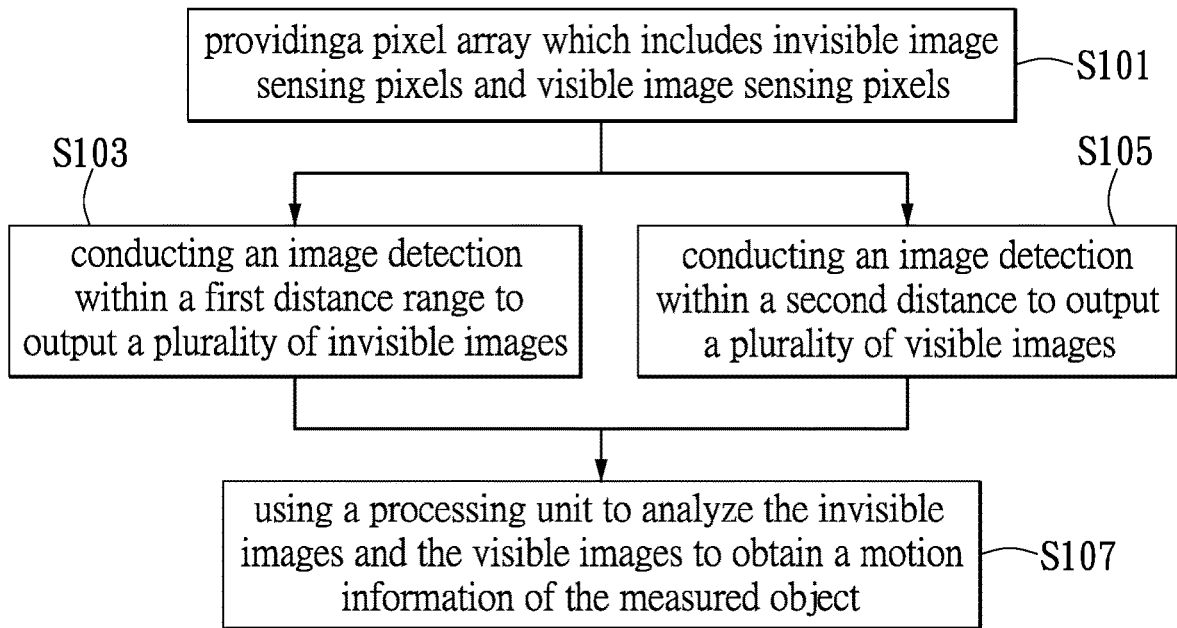 providinga pixel array which includes invisible image
sensing pixels and visible image sensing pixels
S101
S103
conducting an image detection
within a first distance range to
output a plurality of invisible images
S105
conducting an image detection
within a second distance to output
a plurality of visible images
using a processing unit to analyze the invisible
images and the visible images to obtain a motion
information of the measured object
S107